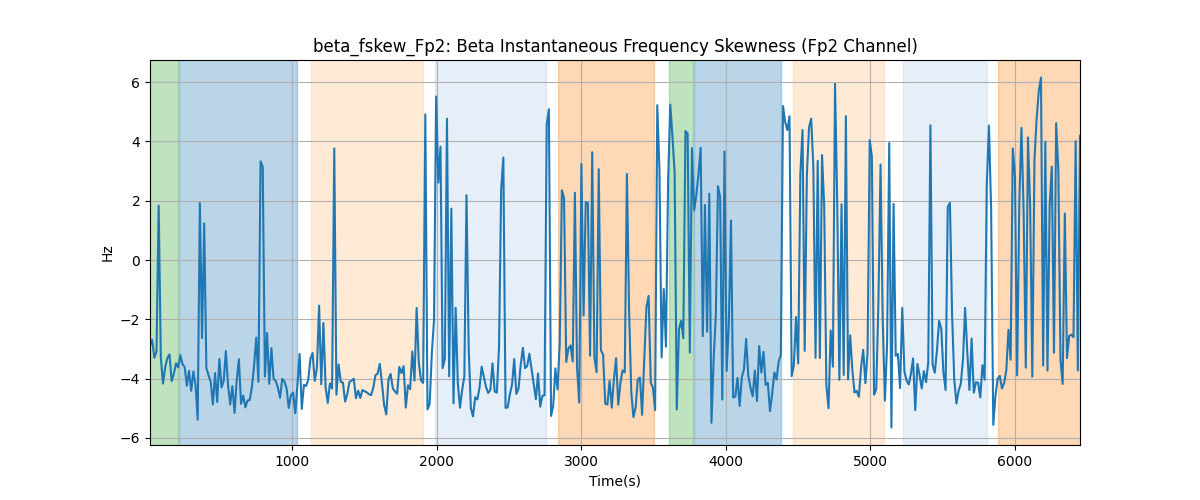 beta_fskew_Fp2: Beta Instantaneous Frequency Skewness (Fp2 Channel)
6
4
2
0
−2
−4
−6
Hz
1000 2000 3000 4000 5000 6000
Time(s)